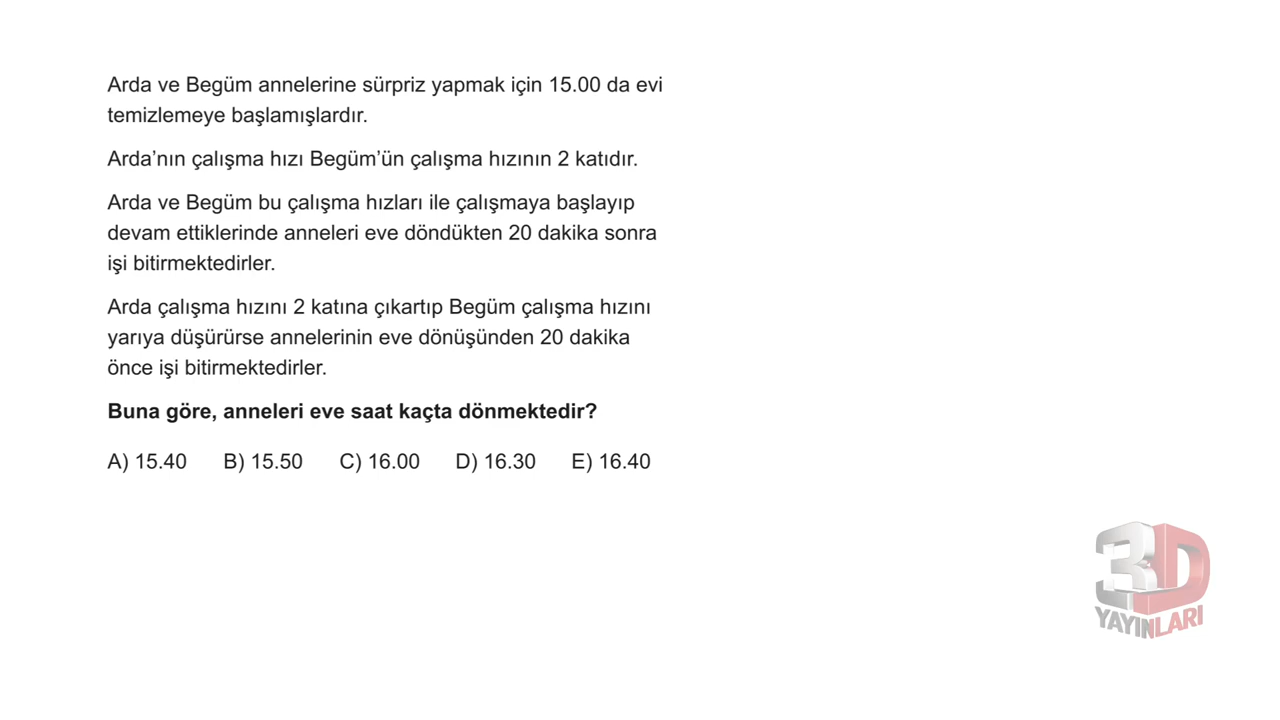 Arda ve Begüm annelerine sürpriz yapmak için 15.00 da evi
temizlemeye başlamışlardır.
Arda’nın çalışma hızı Begüm’ün çalışma hızının 2 katıdır.
Arda ve Begüm bu çalışma hızları ile çalışmaya başlayıp
devam ettiklerinde anneleri eve döndükten 20 dakika sonra
işi bitirmektedirler.
Arda çalışma hızını 2 katına çıkartıp Begüm çalışma hızını
yarıya düşürürse annelerinin eve dönüşünden 20 dakika
önce işi bitirmektedirler.
Buna göre, anneleri eve saat kaçta dönmektedir?
A) 15.40 B) 15.50 C) 16.00 D) 16.30 E) 16.40
3D
YAYINLARI